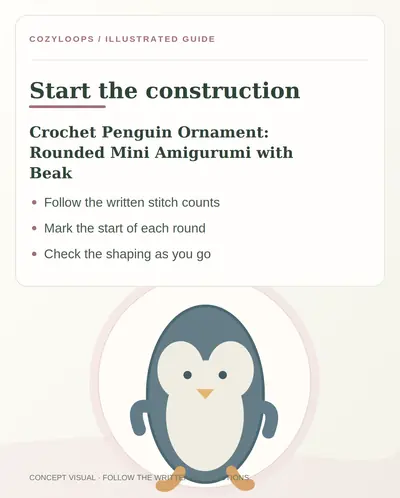 COZYLOOPS / ILLUSTRATED GUIDE
Start the construction
Crochet Penguin Ornament:
Rounded Mini Amigurumi with
Beak
Follow the written stitch counts
Mark the start of each round
Check the shaping as you go
CONCEPT VISUAL · FOLLOW THE